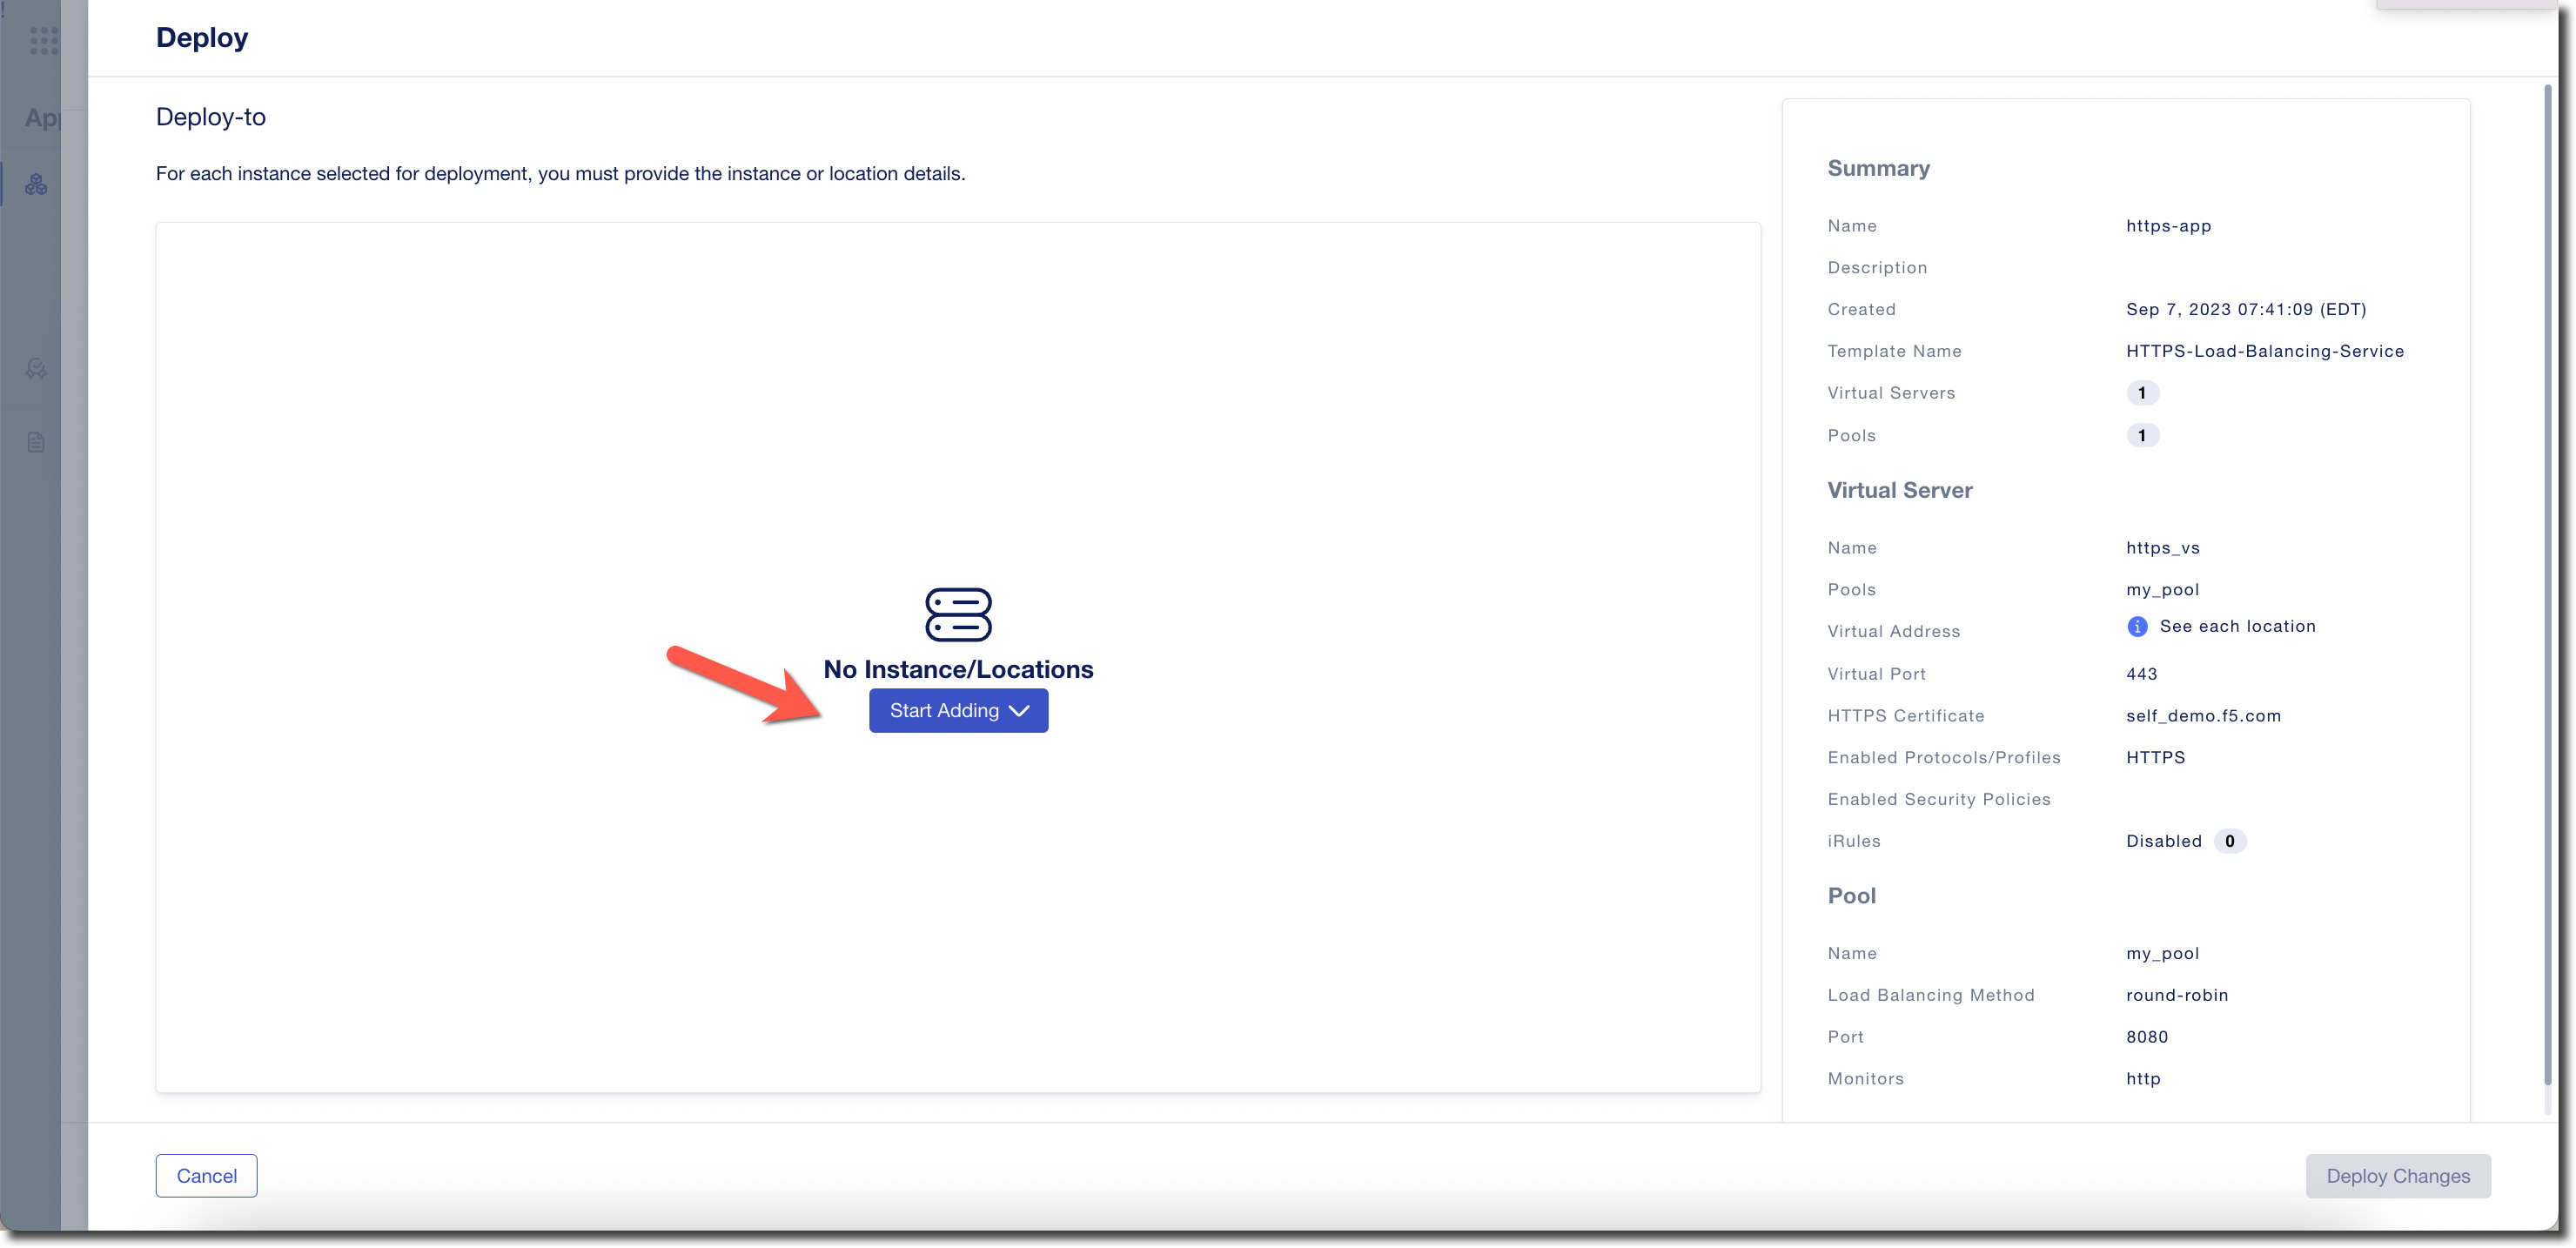 !
Deploy
App
Deploy-to
For each instance selected for deployment, you must provide the instance or location details.
No Instance/Locations
Start Adding
Summary
Name https-app
Description
Created Sep 7, 2023 07:41:09 (EDT)
Template Name HTTPS-Load-Balancing-Service
Virtual Servers 1
Pools 1
Virtual Server
Name https_vs
Pools my_pool
Virtual Address See each location
Virtual Port 443
HTTPS Certificate self_demo.f5.com
Enabled Protocols/Profiles HTTPS
Enabled Security Policies
iRules Disabled 0
Pool
Name my_pool
Load Balancing Method round-robin
Port 8080
Monitors http
Cancel
Deploy Changes